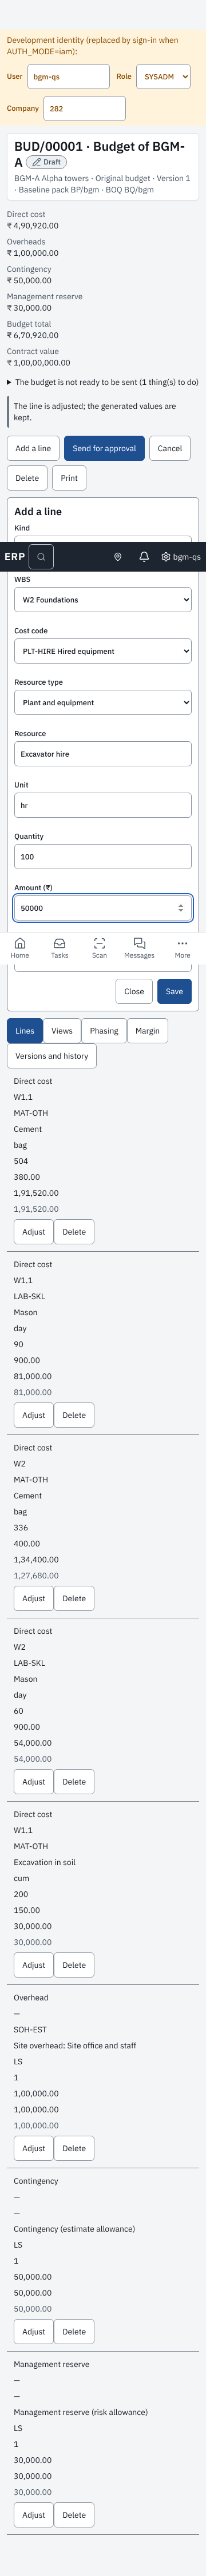 Development identity (replaced by sign-in when
AUTH_MODE=iam):
User bgm-qs Role SYSADM
Company 282
BUD/00001 · Budget of BGM-
A Draft
BGM-A Alpha towers · Original budget · Version 1
· Baseline pack BP/bgm · BOQ BQ/bgm
Direct cost
₹ 4,90,920.00
Overheads
₹ 1,00,000.00
Contingency
₹ 50,000.00
Management reserve
₹ 30,000.00
Budget total
₹ 6,70,920.00
Contract value
₹ 1,00,00,000.00
The budget is not ready to be sent (1 thing(s) to do)
The line is adjusted; the generated values are
kept.
Add a line Send for approval Cancel
Delete Print
Add a line
Kind
ERP bgm-qs
WBS
W2 Foundations
Cost code
PLT-HIRE Hired equipment
Resource type
Plant and equipment
Resource
Excavator hire
Unit
hr
Quantity
100
Amount (₹)
50000
Home Tasks Scan Messages More
Close Save
Lines Views Phasing Margin
Versions and history
Direct cost
W1.1
MAT-OTH
Cement
bag
504
380.00
1,91,520.00
1,91,520.00
Adjust Delete
Direct cost
W1.1
LAB-SKL
Mason
day
90
900.00
81,000.00
81,000.00
Adjust Delete
Direct cost
W2
MAT-OTH
Cement
bag
336
400.00
1,34,400.00
1,27,680.00
Adjust Delete
Direct cost
W2
LAB-SKL
Mason
day
60
900.00
54,000.00
54,000.00
Adjust Delete
Direct cost
W1.1
MAT-OTH
Excavation in soil
cum
200
150.00
30,000.00
30,000.00
Adjust Delete
Overhead
—
SOH-EST
Site overhead: Site office and staff
LS
1
1,00,000.00
1,00,000.00
1,00,000.00
Adjust Delete
Contingency
—
—
Contingency (estimate allowance)
LS
1
50,000.00
50,000.00
50,000.00
Adjust Delete
Management reserve
—
—
Management reserve (risk allowance)
LS
1
30,000.00
30,000.00
30,000.00
Adjust Delete